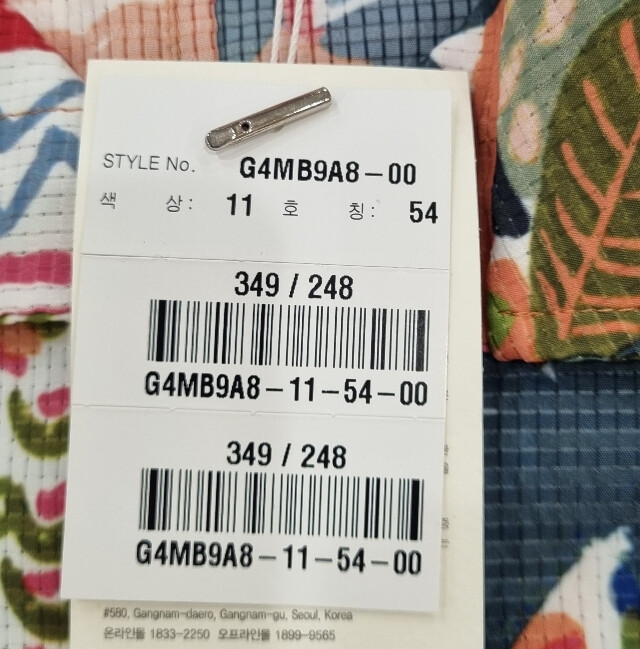 STYLE No. G4MB9A8-00
색 상: 11 호 칭: 54
349 / 248
G4MB9A8-11-54-00
349 / 248
G4MB9A8-11-54-00
#580, Gangnam-daero, Gangnam-gu, Seoul, Korea
온라인몰 1833-2250 오프라인몰 1899-9565